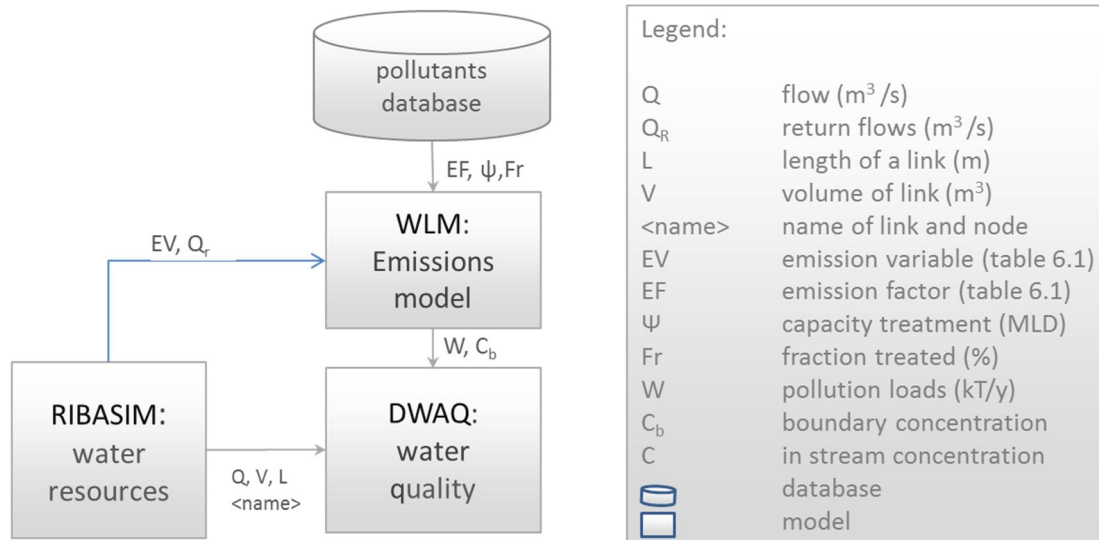 pollutants
database
EF, ψ,Fr
WLM:
Emissions
model
EV, Qr
W, Cb
RIBASIM:
water
resources
DWAQ:
water
quality
Q, V, L
<name>
Legend:
Q flow (m³ /s)
QR return flows (m³ /s)
L length of a link (m)
V volume of link (m³)
<name> name of link and node
EV emission variable (table 6.1)
EF emission factor (table 6.1)
Ψ capacity treatment (MLD)
Fr fraction treated (%)
W pollution loads (kT/y)
Cb boundary concentration
C in stream concentration
database
model